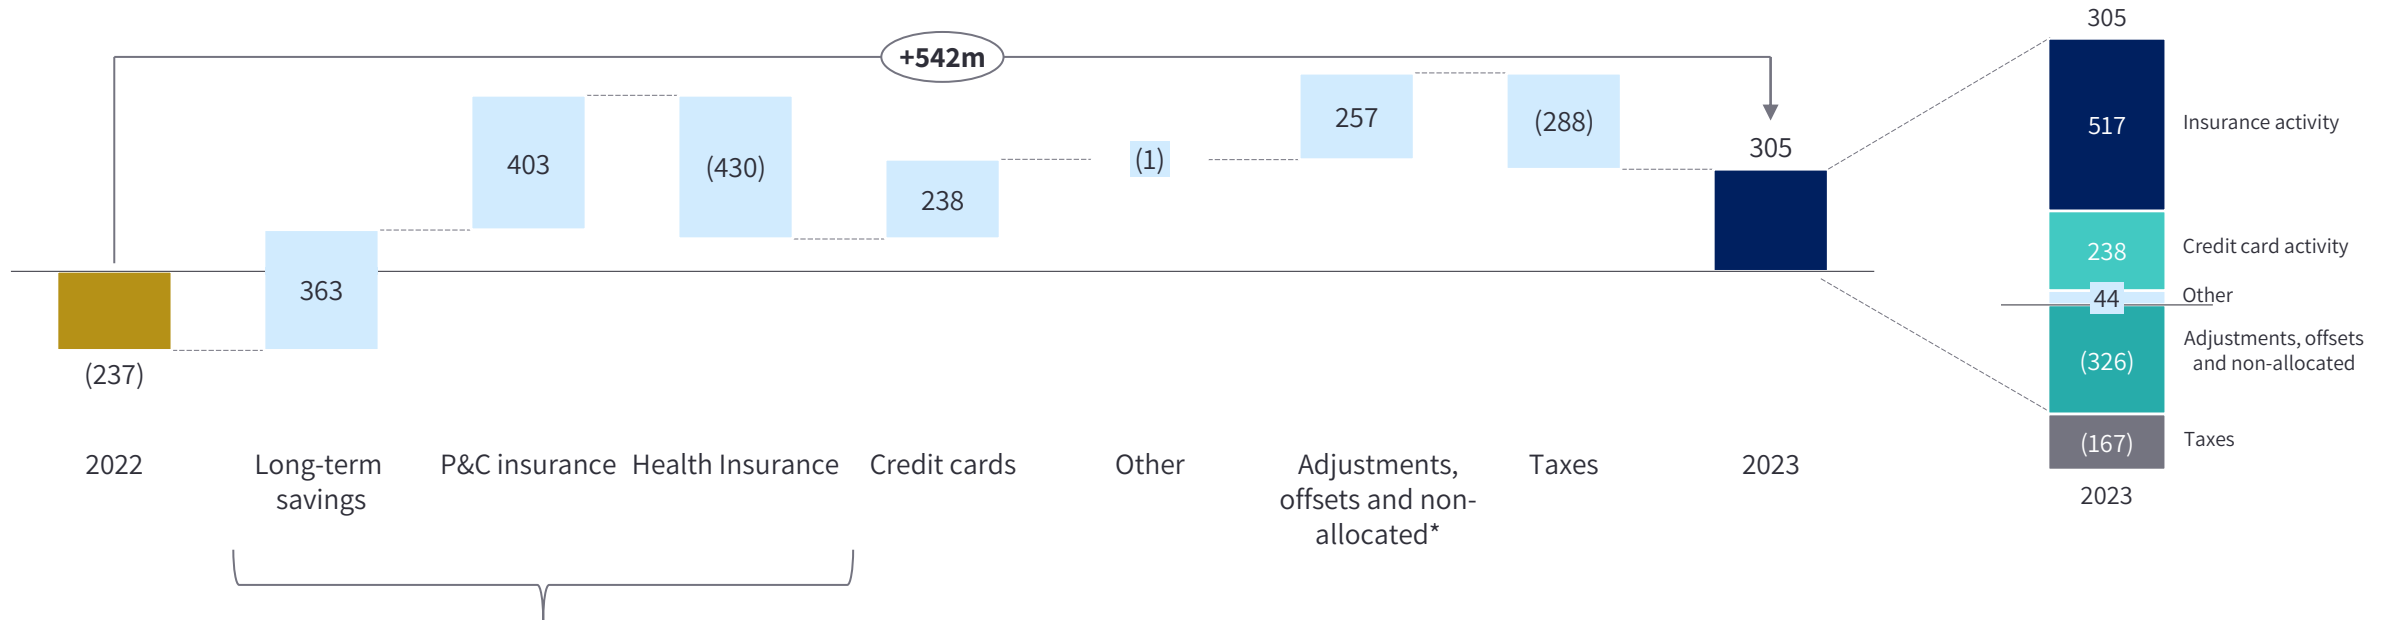 +542m
(237)
363
403
(430)
238
(1)
257
(288)
305
2022
Long-term
savings
P&C insurance
Health Insurance
Credit cards
Other
Adjustments,
offsets and non-
allocated*
Taxes
2023
305
517
Insurance activity
238
Credit card activity
44
Other
(326)
Adjustments, offsets
and non-allocated
(167)
Taxes
2023